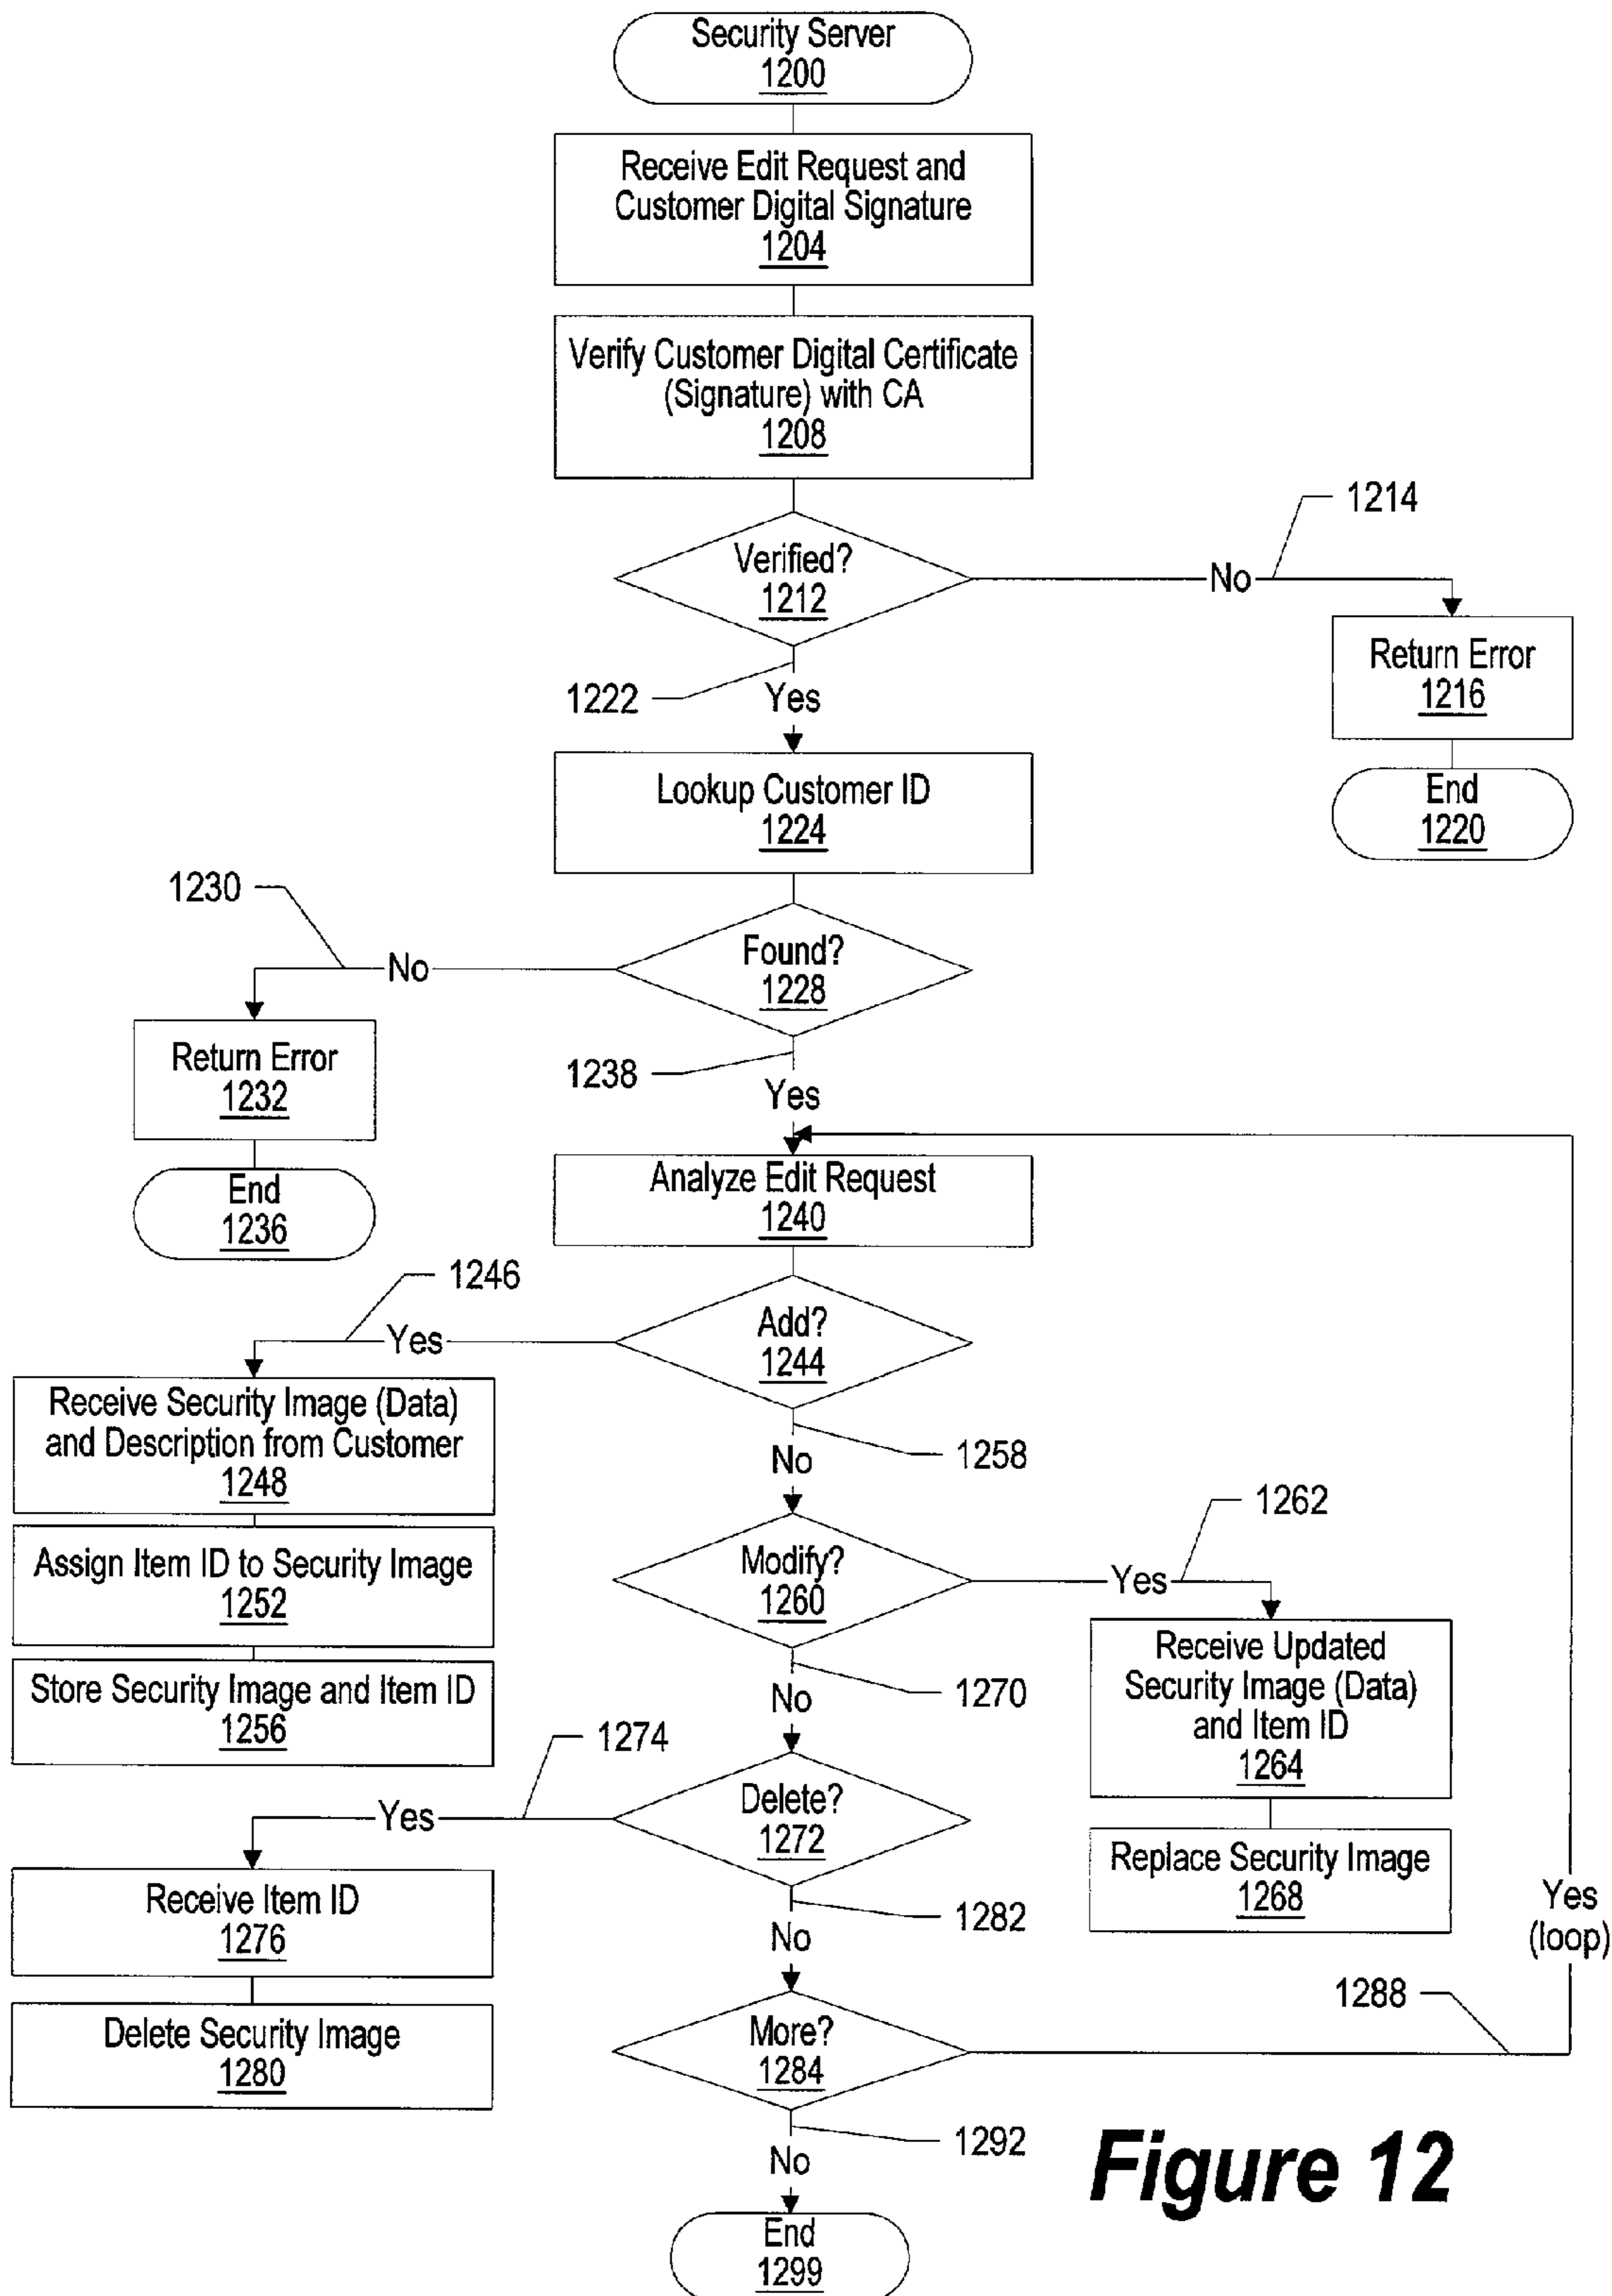 Security Server
1200
Receive Edit Request and
Customer Digital Signature
1204
Verify Customer Digital Certificate
(Signature) with CA
1208
1214
Verified?
1212
No
Return Error
1216
1222
Yes
End
1220
Lookup Customer ID
1224
1230
Found?
1228
No
Return Error
1232
1238
Yes
End
1236
Analyze Edit Request
1240
1246
Add?
1244
Yes
Receive Security Image (Data)
and Description from Customer
1248
1258
No
Assign Item ID to Security Image
1252
1262
Modify?
1260
Yes
Receive Updated
Security Image (Data)
and Item ID
1264
Store Security Image and Item ID
1256
1270
No
1274
Delete?
1272
Yes
Replace Security Image
1268
Receive Item ID
1276
1282
No
Yes
(loop)
1288
Delete Security Image
1280
More?
1284
1292
No
Figure 12
End
1299